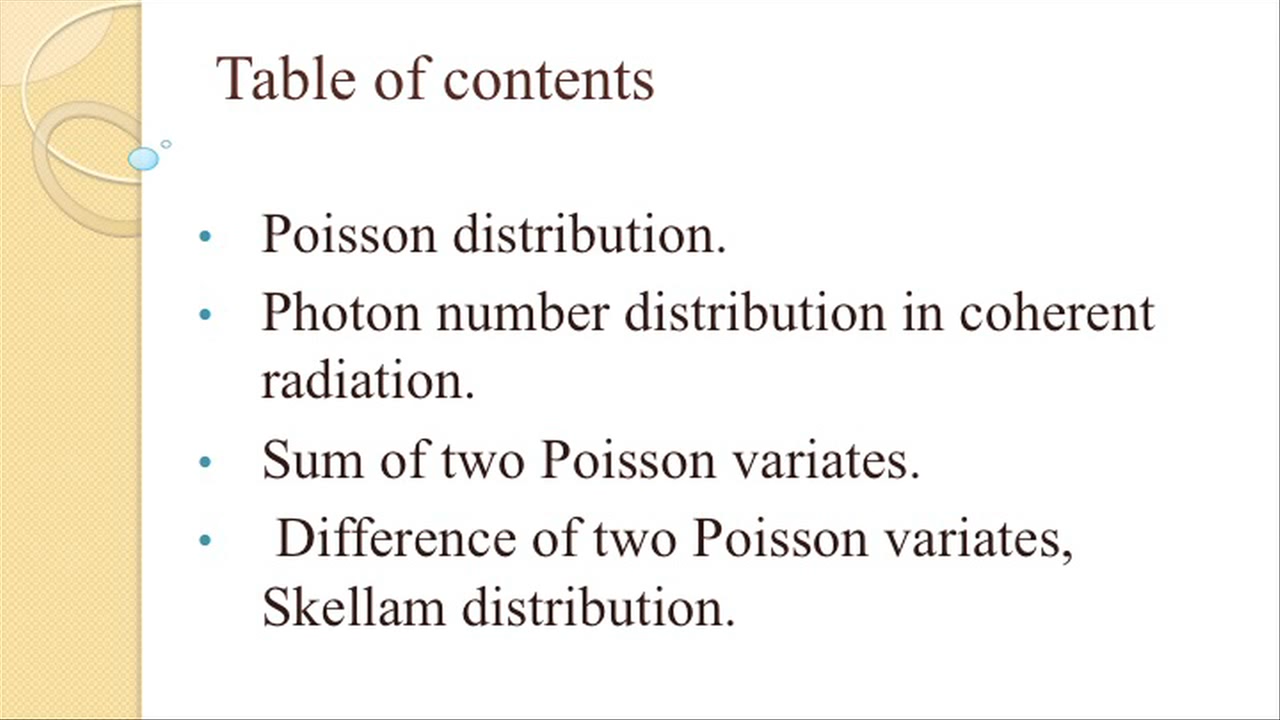 Table of contents
• Poisson distribution.
• Photon number distribution in coherent
radiation.
• Sum of two Poisson variates.
• Difference of two Poisson variates,
Skellam distribution.